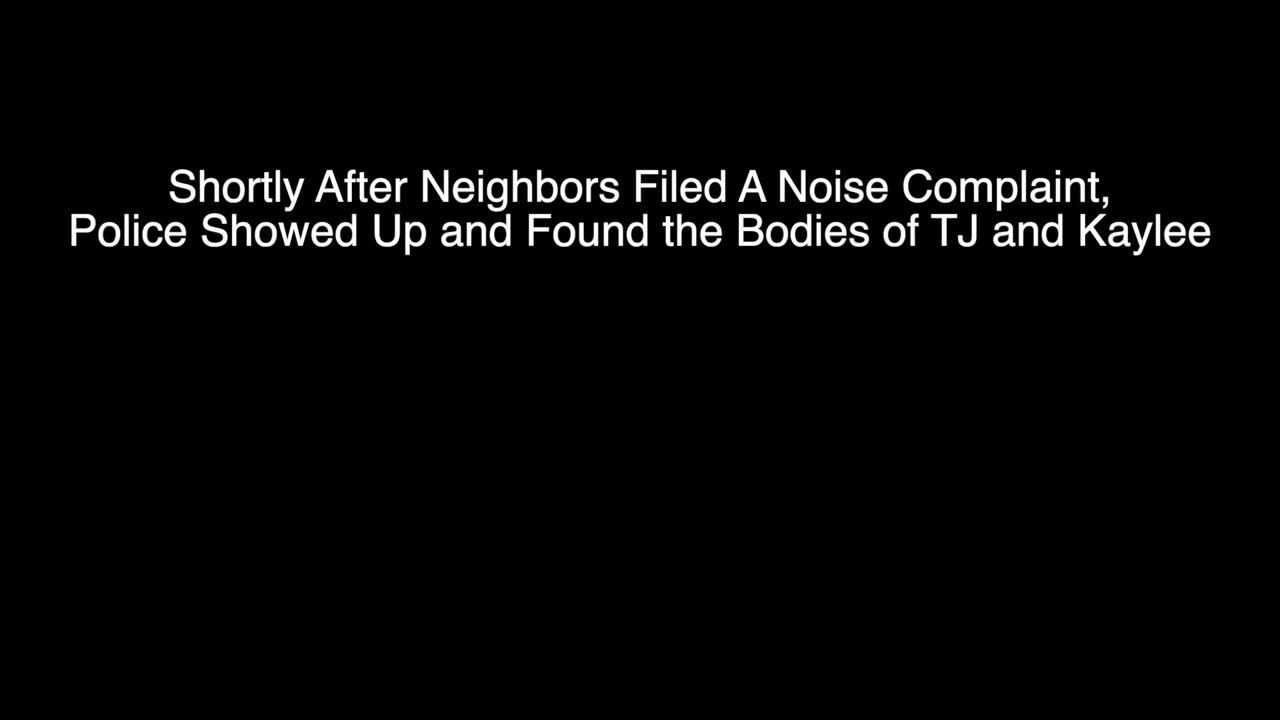 Shortly After Neighbors Filed A Noise Complaint,
Police Showed Up and Found the Bodies of TJ and Kaylee